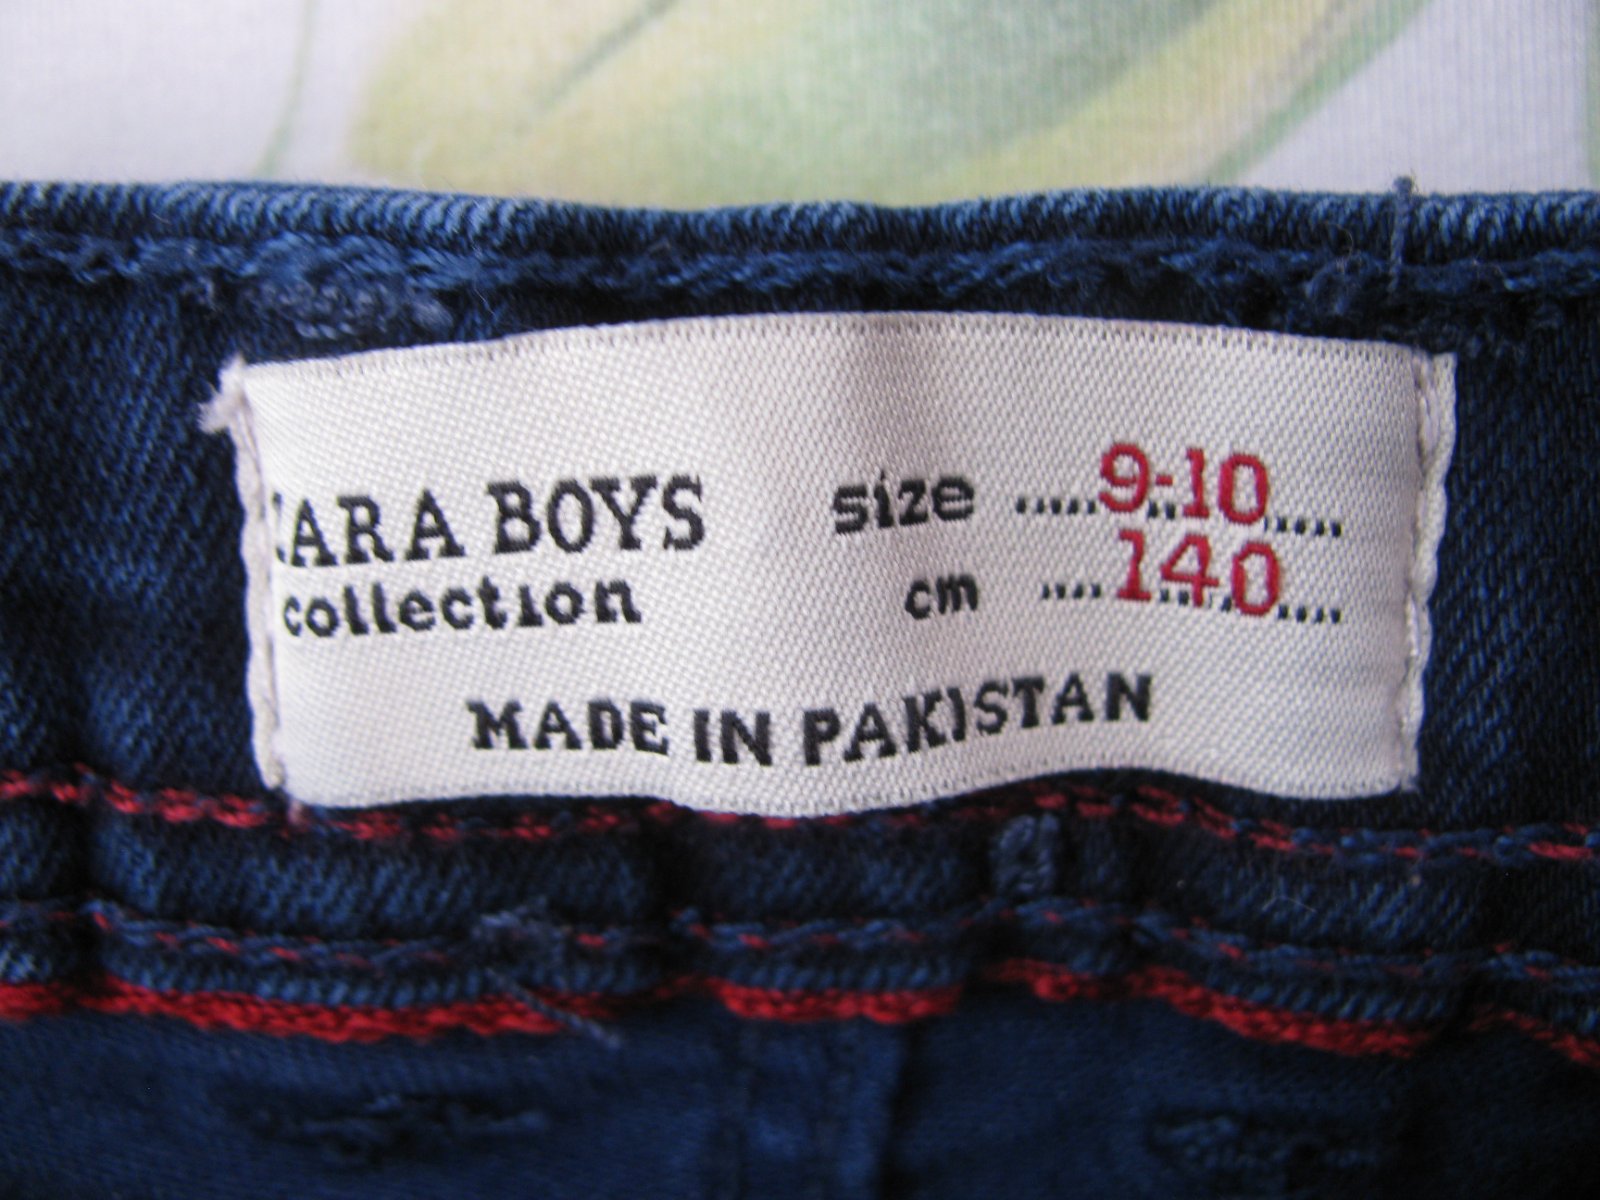 ZARA BOYS size .....9-10.....
collection cm ....140....
MADE IN PAKISTAN